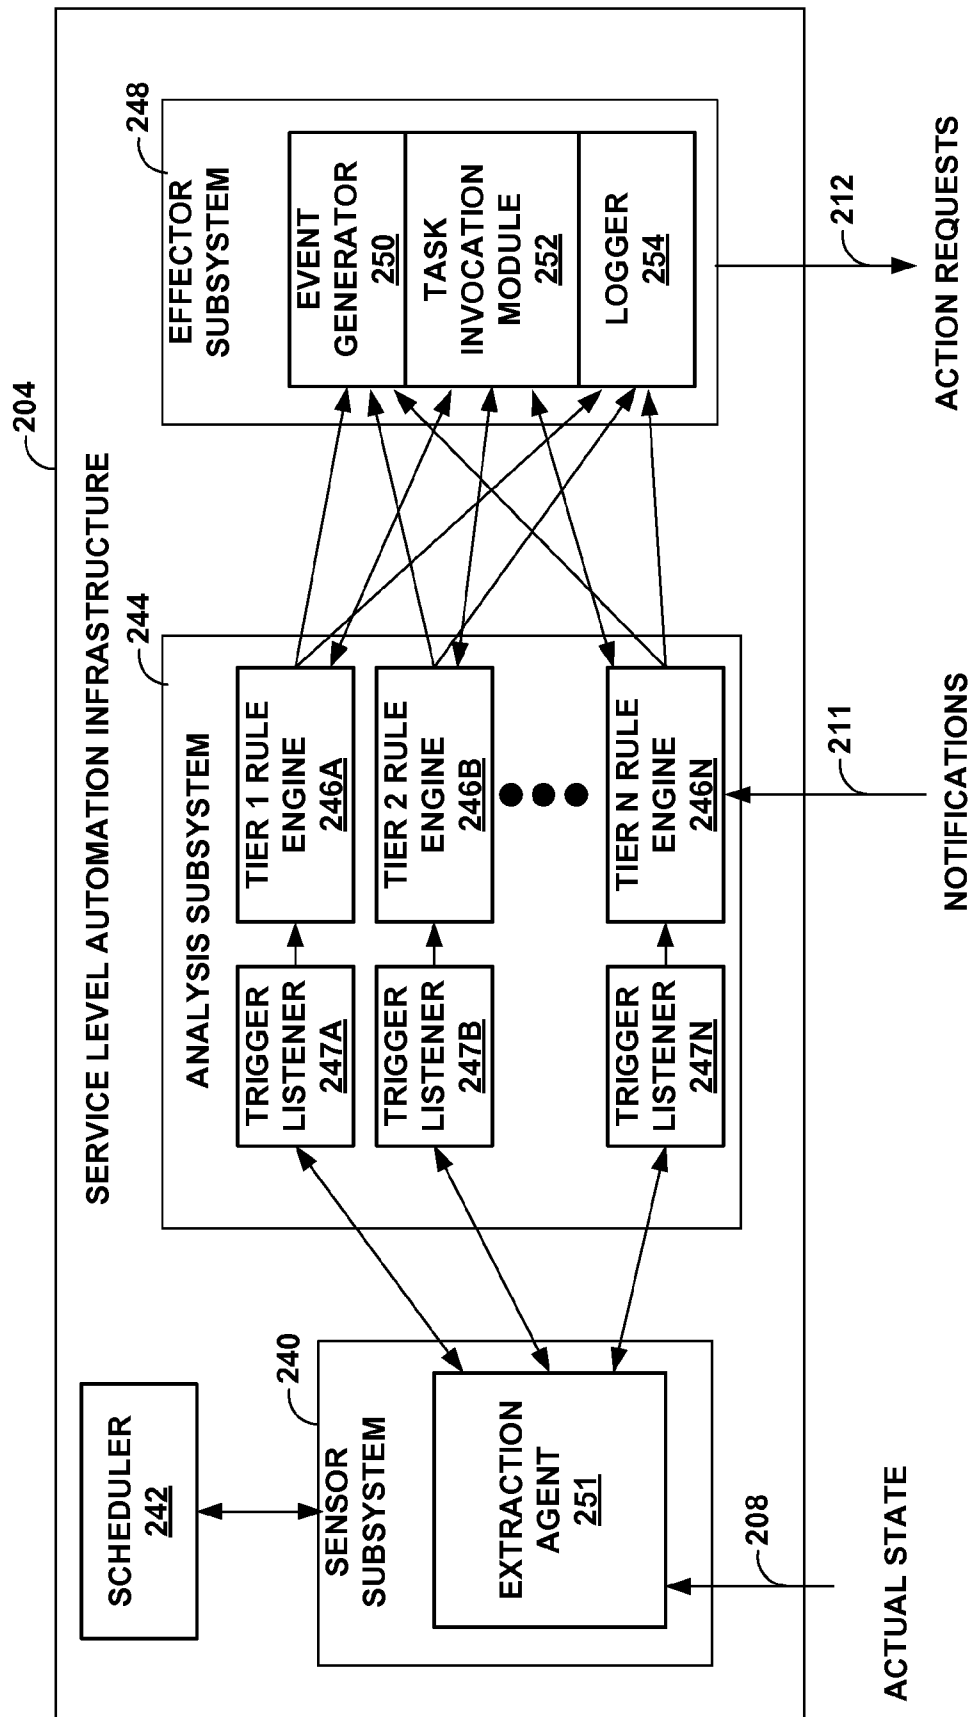 204
SERVICE LEVEL AUTOMATION INFRASTRUCTURE
SCHEDULER
242
240
SENSOR
SUBSYSTEM
EXTRACTION
AGENT
251
208
ACTUAL STATE
244
ANALYSIS SUBSYSTEM
TRIGGER
LISTENER
247A
TIER 1 RULE
ENGINE
246A
TRIGGER
LISTENER
247B
TIER 2 RULE
ENGINE
246B
TRIGGER
LISTENER
247N
TIER N RULE
ENGINE
246N
211
NOTIFICATIONS
248
EFFECTOR
SUBSYSTEM
EVENT
GENERATOR
250
TASK
INVOCATION
MODULE
252
LOGGER
254
212
ACTION REQUESTS